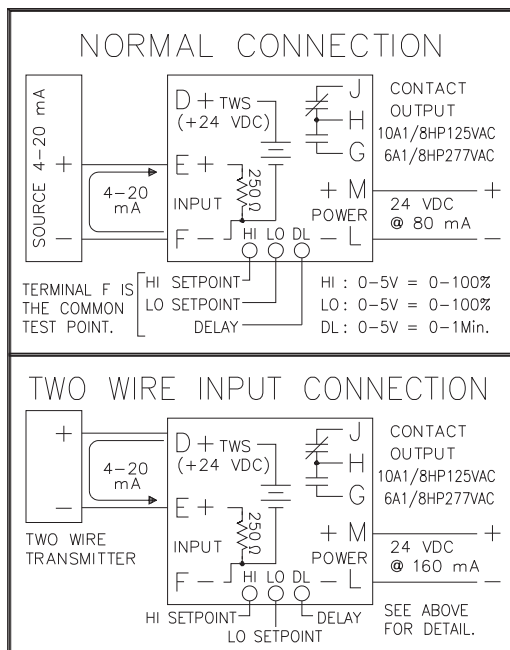 NORMAL CONNECTION
SOURCE 4-20 mA
+
-
4-20
mA
D + TWS
(+24 VDC)
E +
INPUT
250Ω
F -
HI LO DL
J
H
G
+ M
POWER
- L
CONTACT
OUTPUT
10A1/8HP125VAC
6A1/8HP277VAC
+
24 VDC
@ 80 mA
-
TERMINAL F IS
THE COMMON
TEST POINT.
HI SETPOINT
LO SETPOINT
DELAY
HI : 0-5V = 0-100%
LO : 0-5V = 0-100%
DL : 0-5V = 0-1Min.
TWO WIRE INPUT CONNECTION
+
-
4-20
mA
TWO WIRE
TRANSMITTER
D + TWS
(+24 VDC)
E +
INPUT
250Ω
F -
HI LO DL
J
H
G
+ M
POWER
- L
CONTACT
OUTPUT
10A1/8HP125VAC
6A1/8HP277VAC
+
24 VDC
@ 160 mA
-
HI SETPOINT
LO SETPOINT
DELAY
SEE ABOVE
FOR DETAIL.